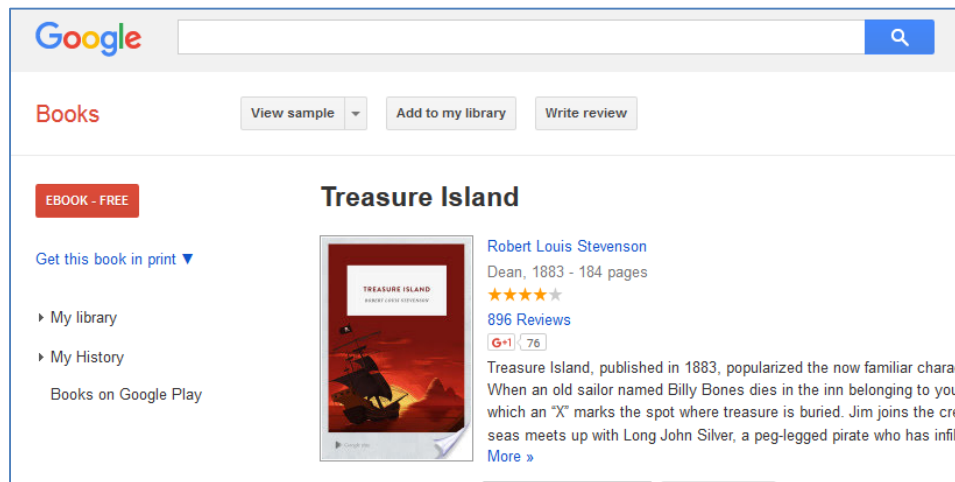 Google
Books
View sample
Add to my library
Write review
EBOOK - FREE
Get this book in print ▼
My library
My History
Books on Google Play
Treasure Island
TREASURE ISLAND
ROBERT LOUIS STEVENSON
Robert Louis Stevenson
Dean, 1883 - 184 pages
896 Reviews
G+1 76
Treasure Island, published in 1883, popularized the now familiar chara
When an old sailor named Billy Bones dies in the inn belonging to you
which an “X” marks the spot where treasure is buried. Jim joins the cre
seas meets up with Long John Silver, a peg-legged pirate who has infil
More »